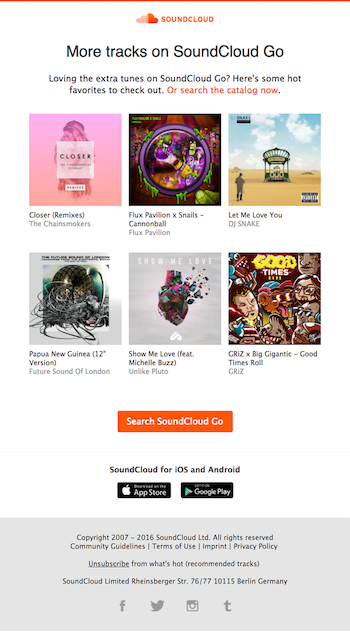 SOUNDCLOUD
More tracks on SoundCloud Go
Loving the extra tunes on SoundCloud Go? Here's some hot
favorites to check out. Or search the catalog now.
CLOSER
REMIXES
FLUX PAVILION X SNAILS
DJ SNAKE
Closer (Remixes)
The Chainsmokers
Flux Pavilion x Snails -
Cannonball
Flux Pavilion
Let Me Love You
DJ SNAKE
THE FUTURE SOUND OF LONDON
SHOW ME LOVE
GOOD
TIMES
Papua New Guinea (12"
Version)
Future Sound Of London
Show Me Love (feat.
Michelle Buzz)
Unlike Pluto
GRiZ x Big Gigantic - Good
Times Roll
GRiZ
Search SoundCloud Go
SoundCloud for iOS and Android
Download on the
App Store
GET IT ON
Google Play
Copyright 2007 - 2016 SoundCloud Ltd. All rights reserved
Community Guidelines | Terms of Use | Imprint | Privacy Policy
Unsubscribe from what's hot (recommended tracks)
SoundCloud Limited Rheinsberger Str. 76/77 10115 Berlin Germany